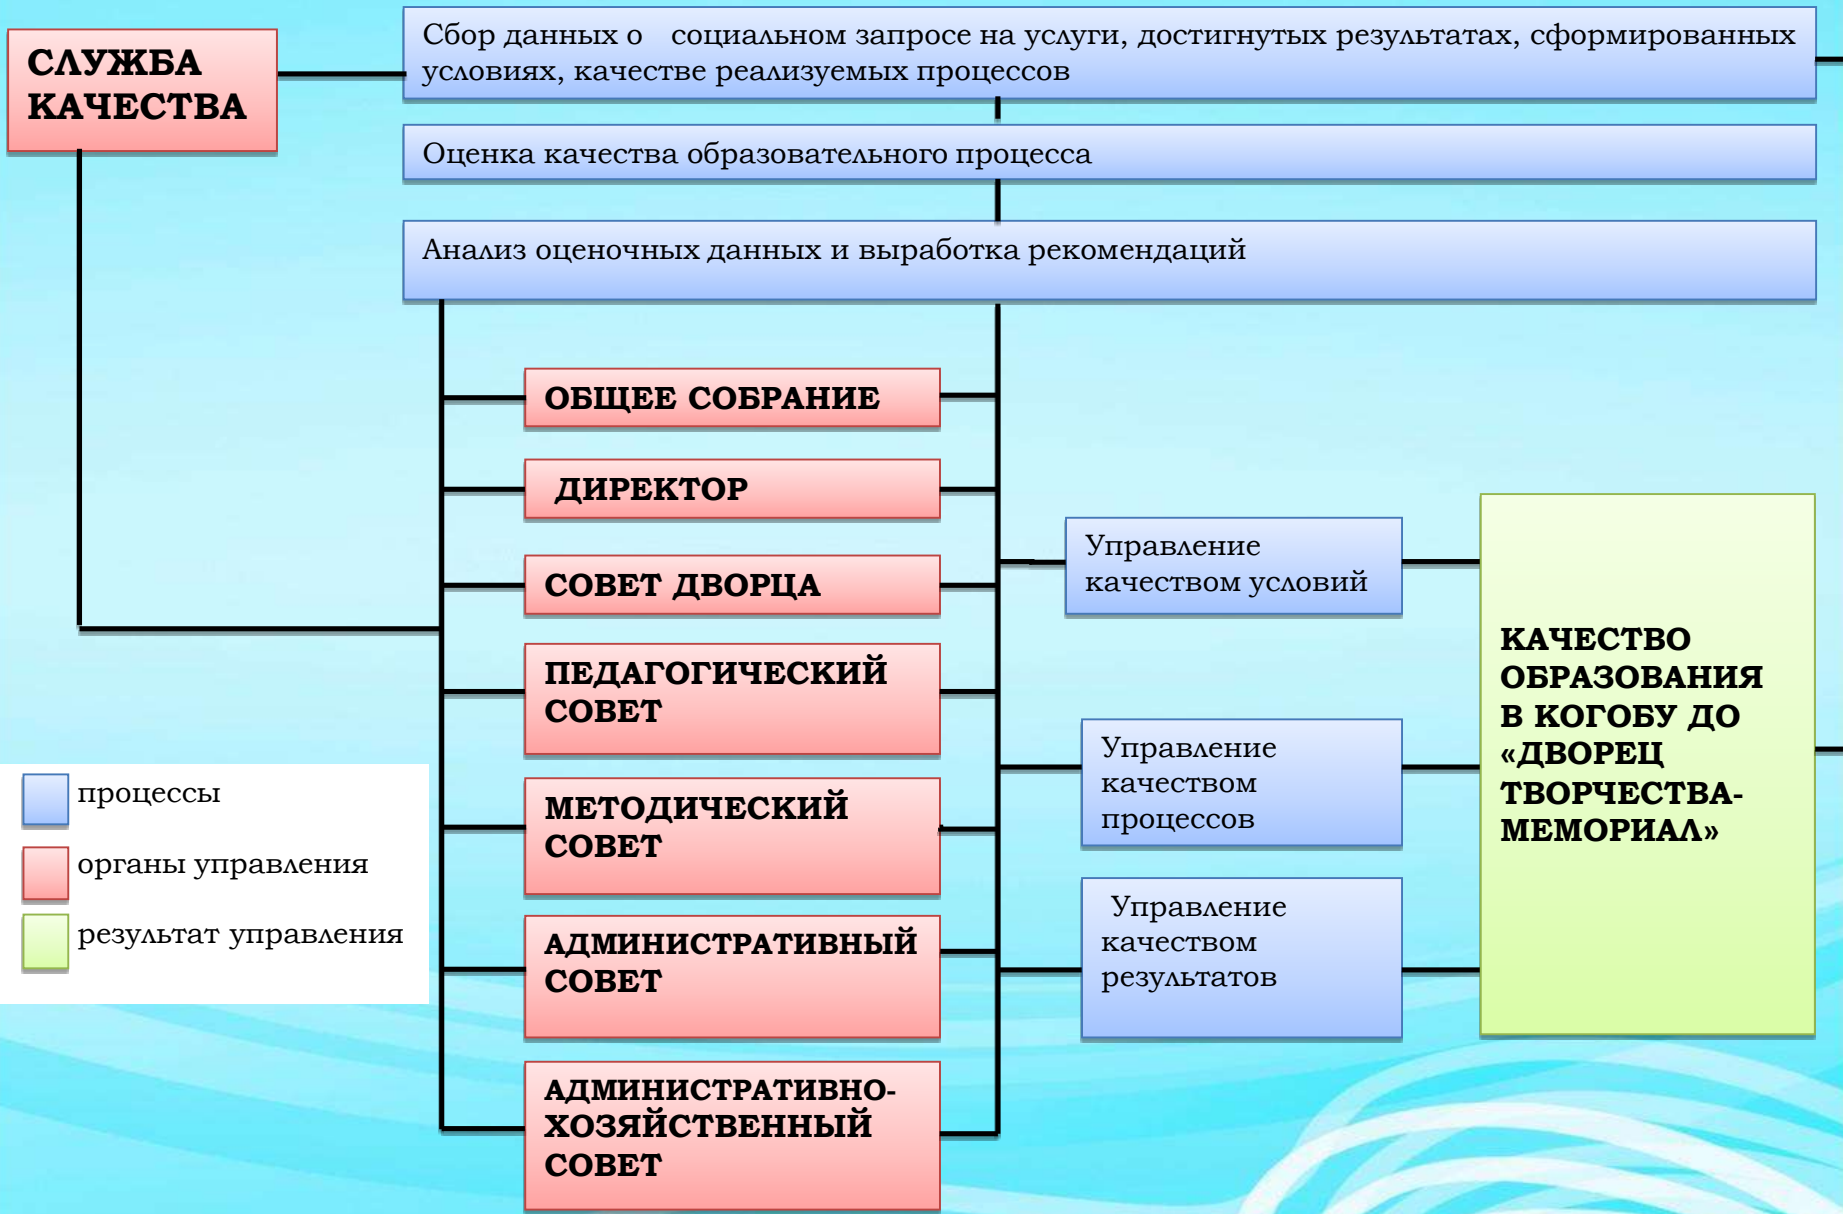 СЛУЖБА
КАЧЕСТВА
Сбор данных о социальном запросе на услуги, достигнутых результатах, сформированных
условиях, качестве реализуемых процессов
Оценка качества образовательного процесса
Анализ оценочных данных и выработка рекомендаций
ОБЩЕЕ СОБРАНИЕ
ДИРЕКТОР
СОВЕТ ДВОРЦА
ПЕДАГОГИЧЕСКИЙ
СОВЕТ
МЕТОДИЧЕСКИЙ
СОВЕТ
АДМИНИСТРАТИВНЫЙ
СОВЕТ
АДМИНИСТРАТИВНО-
ХОЗЯЙСТВЕННЫЙ
СОВЕТ
Управление
качеством условий
Управление
качеством
процессов
Управление
качеством
результатов
КАЧЕСТВО
ОБРАЗОВАНИЯ
В КОГОБУ ДО
«ДВОРЕЦ
ТВОРЧЕСТВА-
МЕМОРИАЛ»
процессы
органы управления
результат управления